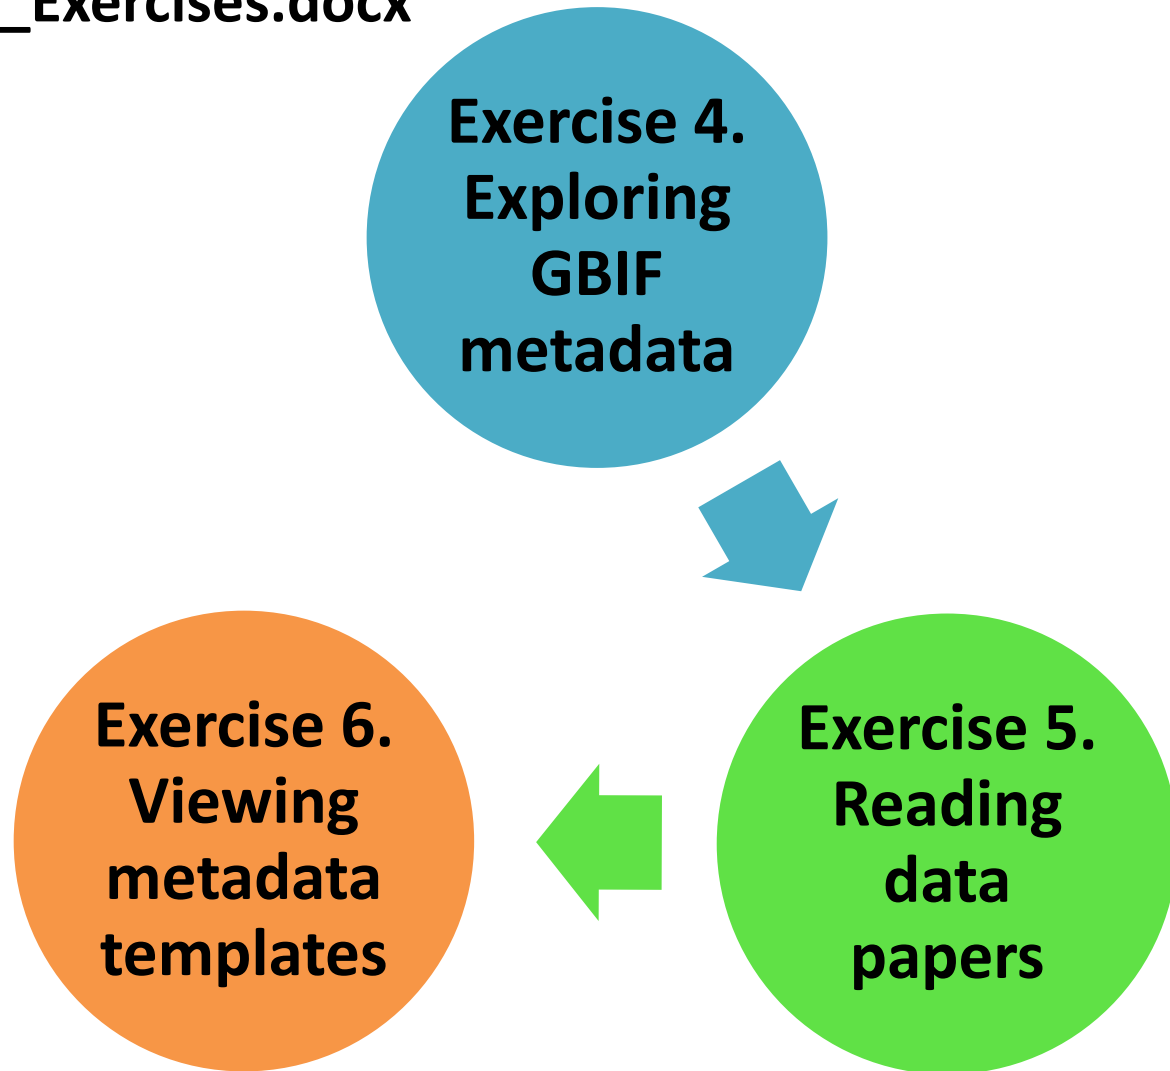 _Exercises.docx
Exercise 4.
Exploring
GBIF
metadata
Exercise 5.
Reading
data
papers
Exercise 6.
Viewing
metadata
templates